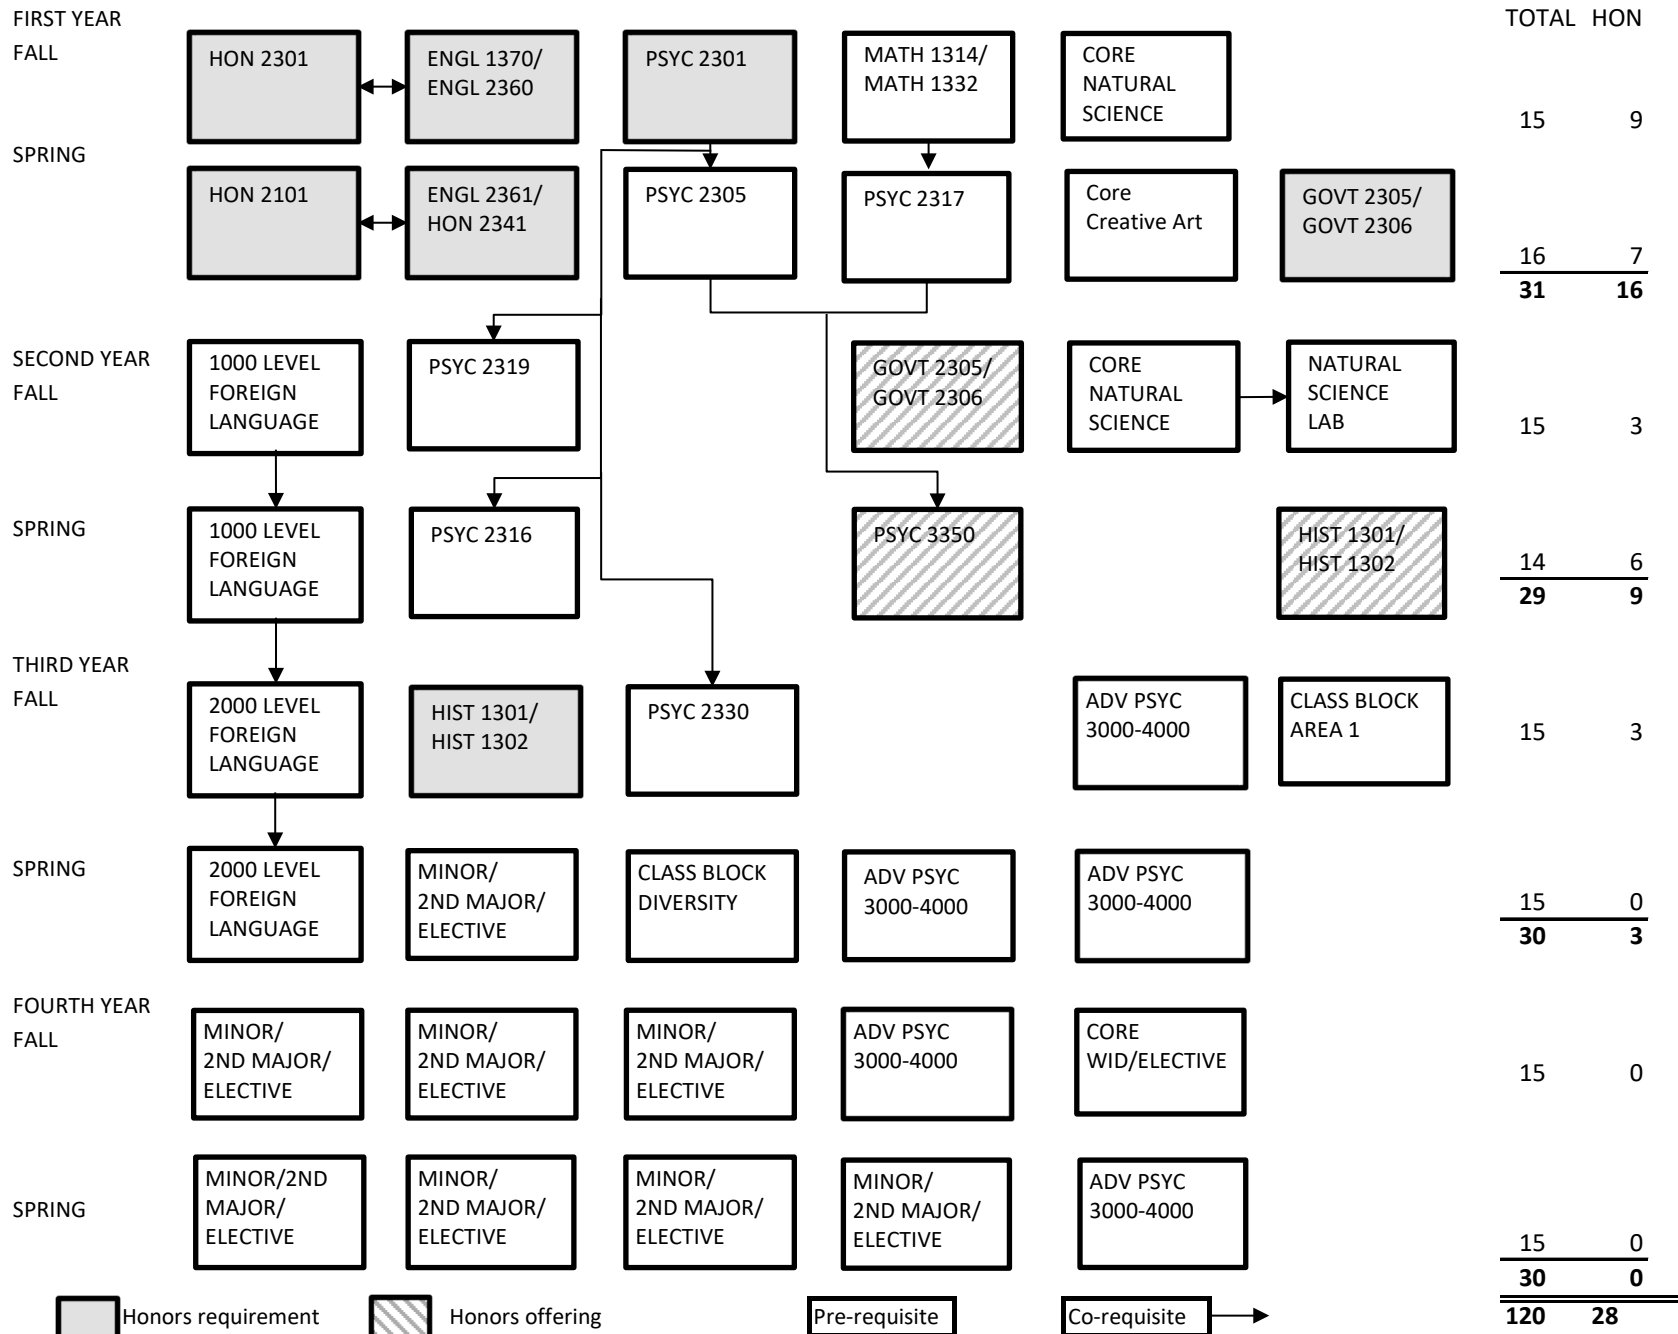 FIRST YEAR
TOTAL HON
FALL
HON 2301
ENGL 1370/
ENGL 2360
PSYC 2301
MATH 1314/
MATH 1332
CORE
NATURAL
SCIENCE
15 9
SPRING
HON 2101
ENGL 2361/
HON 2341
PSYC 2305
PSYC 2317
Core
Creative Art
GOVT 2305/
GOVT 2306
16 7
31 16
SECOND YEAR
FALL
1000 LEVEL
FOREIGN
LANGUAGE
PSYC 2319
GOVT 2305/
GOVT 2306
CORE
NATURAL
SCIENCE
NATURAL
SCIENCE
LAB
15 3
SPRING
1000 LEVEL
FOREIGN
LANGUAGE
PSYC 2316
PSYC 3350
HIST 1301/
HIST 1302
14 6
29 9
THIRD YEAR
FALL
2000 LEVEL
FOREIGN
LANGUAGE
HIST 1301/
HIST 1302
PSYC 2330
ADV PSYC
3000-4000
CLASS BLOCK
AREA 1
15 3
SPRING
2000 LEVEL
FOREIGN
LANGUAGE
MINOR/
2ND MAJOR/
ELECTIVE
CLASS BLOCK
DIVERSITY
ADV PSYC
3000-4000
ADV PSYC
3000-4000
15 0
30 3
FOURTH YEAR
FALL
MINOR/
2ND MAJOR/
ELECTIVE
MINOR/
2ND MAJOR/
ELECTIVE
MINOR/
2ND MAJOR/
ELECTIVE
ADV PSYC
3000-4000
CORE
WID/ELECTIVE
15 0
SPRING
MINOR/2ND
MAJOR/
ELECTIVE
MINOR/
2ND MAJOR/
ELECTIVE
MINOR/
2ND MAJOR/
ELECTIVE
MINOR/
2ND MAJOR/
ELECTIVE
ADV PSYC
3000-4000
15 0
30 0
Honors requirement
Honors offering
Pre-requisite
Co-requisite
120 28